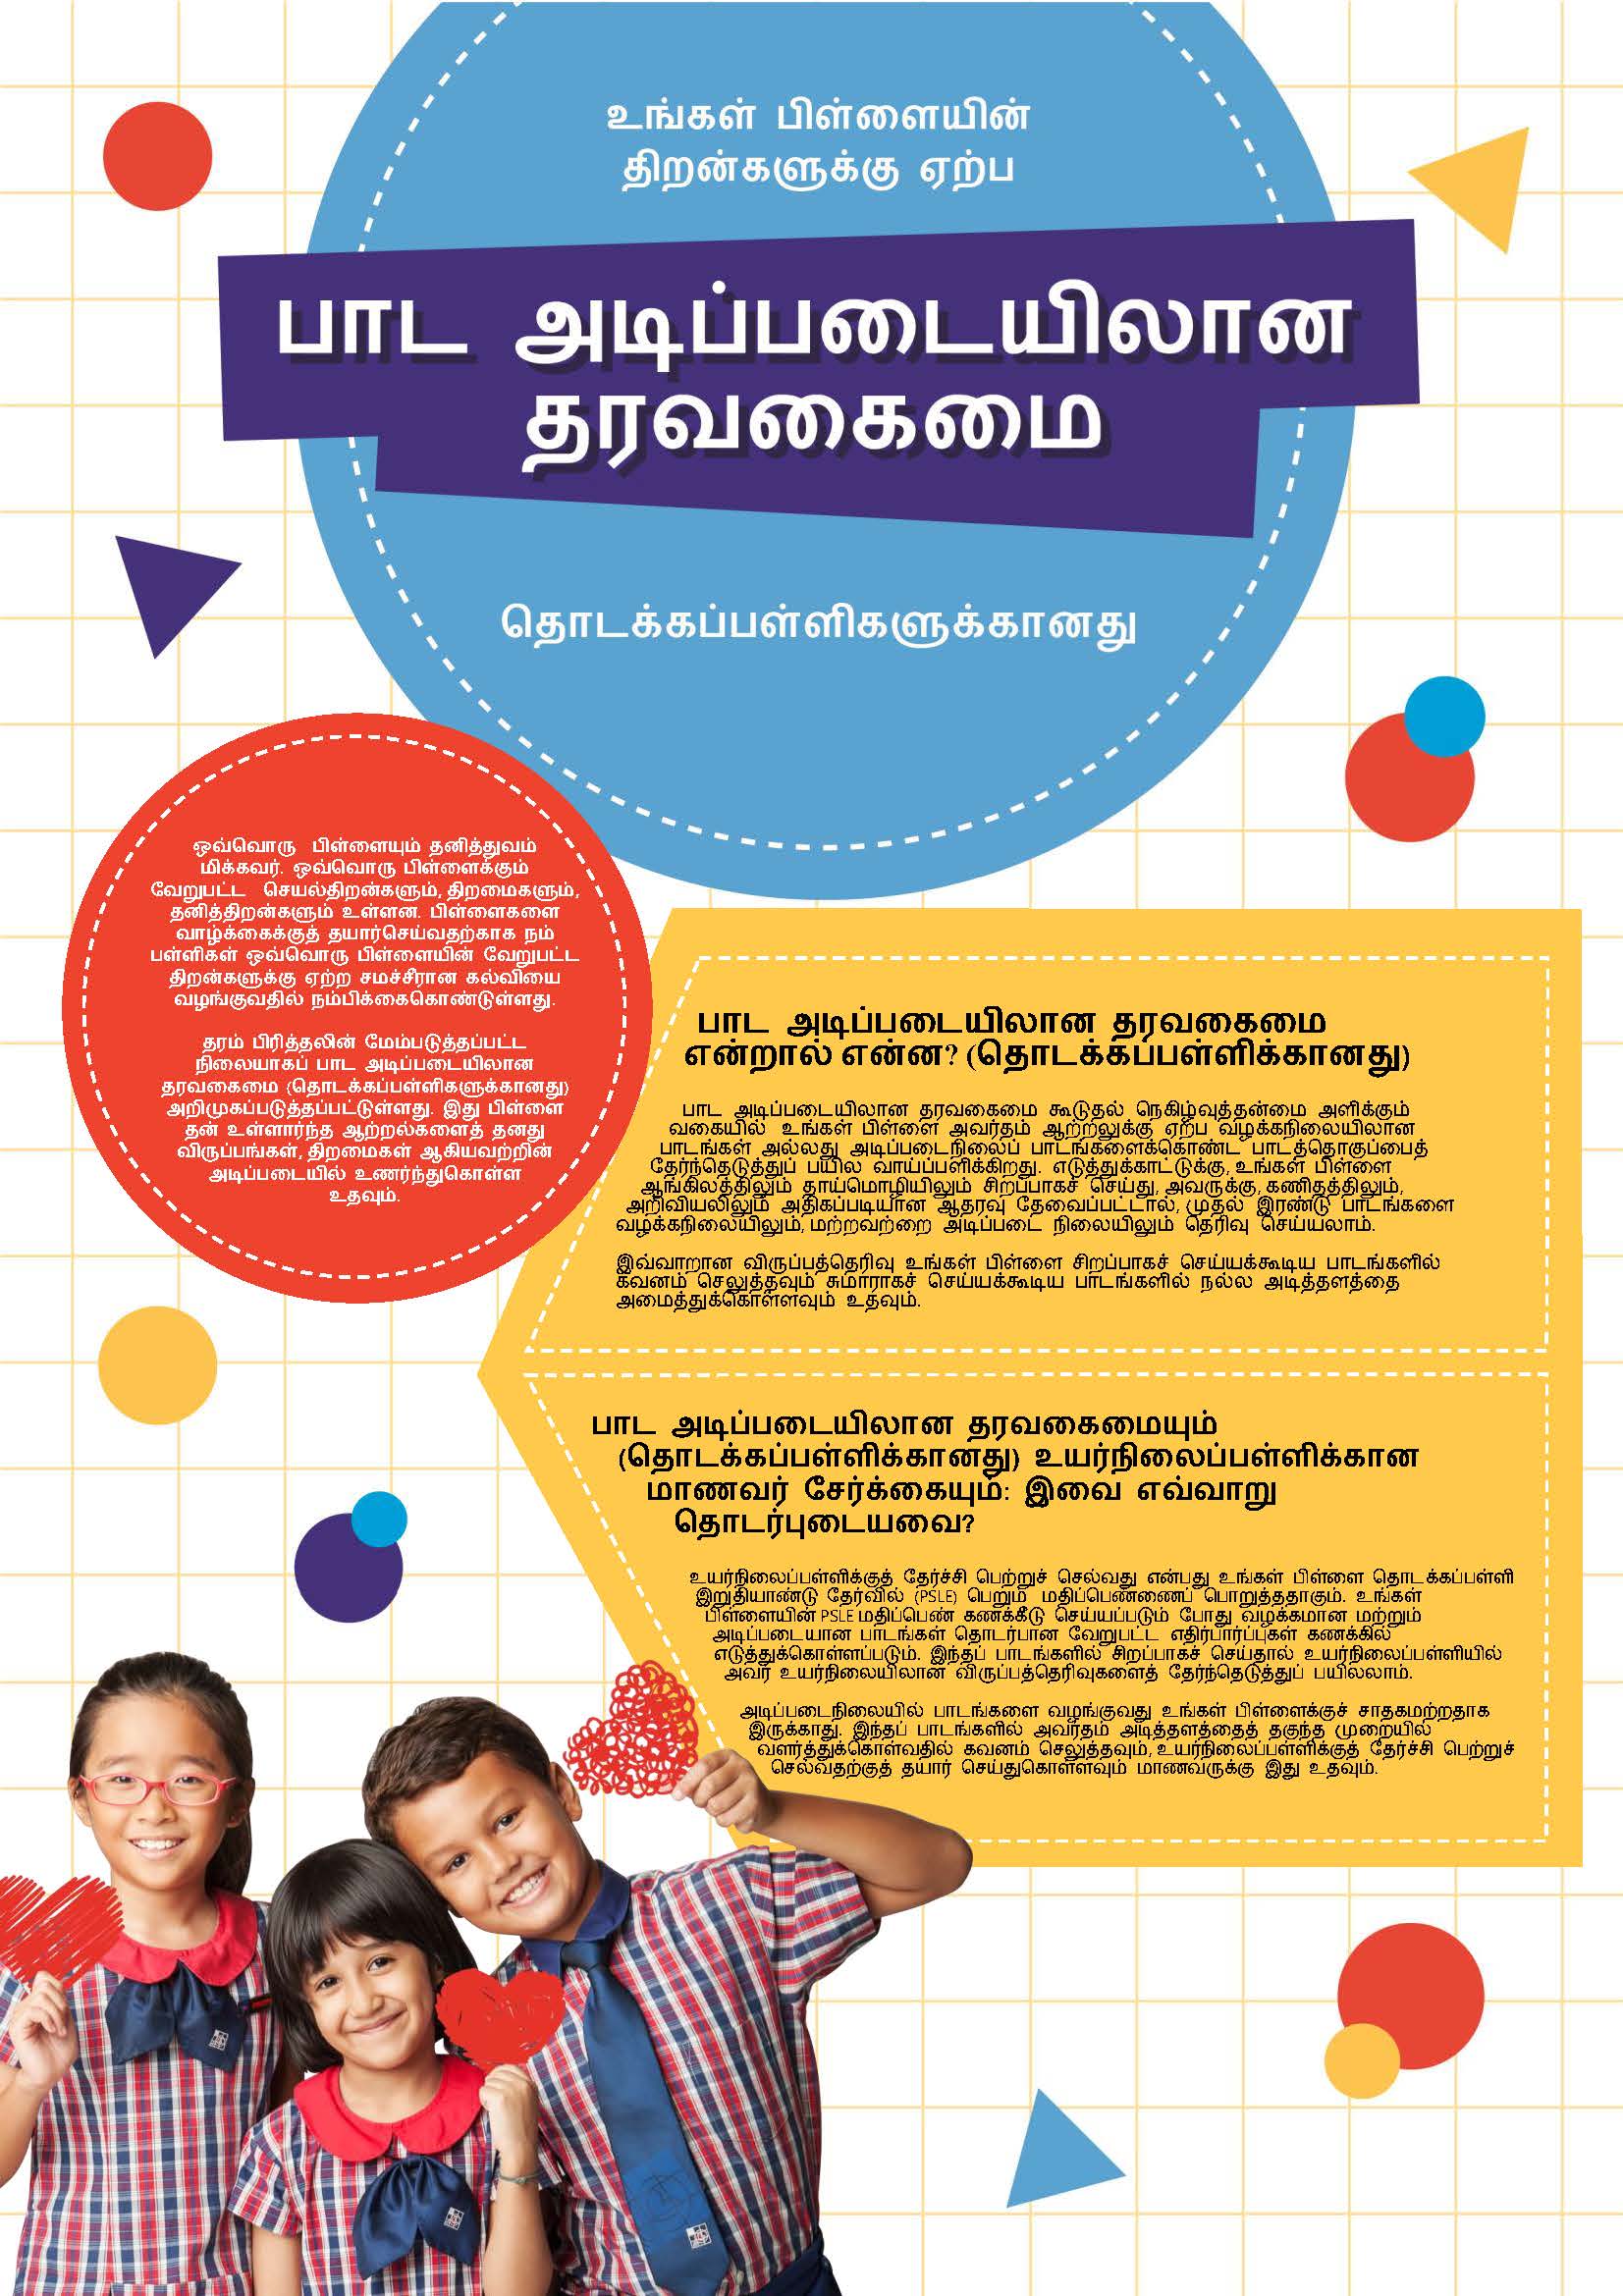 உங்கள் பிள்ளையின்
திறன்களுக்கு ஏற்ப
பாட அடிப்படையிலான
தரவகைமை
தொடக்கப்பள்ளிகளுக்கானது
ஒவ்வொரு பிள்ளையும் தனித்துவம்
மிக்கவர். ஒவ்வொரு பிள்ளைக்கும்
வேறுபட்ட செயல்திறன்களும், திறமைகளும்,
தனித்திறன்களும் உள்ளன. பிள்ளைகளை
வாழ்க்கைக்குத் தயார்செய்வதற்காக நம்
பள்ளிகள் ஒவ்வொரு பிள்ளையின் வேறுபட்ட
திறன்களுக்கு ஏற்ற சமச்சீரான கல்வியை
வழங்குவதில் நம்பிக்கைகொண்டுள்ளது.
தரம் பிரித்தலின் மேம்படுத்தப்பட்ட
நிலையாகப் பாட அடிப்படையிலான
தரவகைமை (தொடக்கப்பள்ளிகளுக்கானது)
அறிமுகப்படுத்தப்பட்டுள்ளது. இது பிள்ளை
தன் உள்ளார்ந்த ஆற்றல்களைத் தனது
விருப்பங்கள், திறமைகள் ஆகியவற்றின்
அடிப்படையில் உணர்ந்துகொள்ள
உதவும்.
பாட அடிப்படையிலான தரவகைமை
என்றால் என்ன? (தொடக்கப்பள்ளிக்கானது)
பாட அடிப்படையிலான தரவகைமை கூடுதல் நெகிழ்வுத்தன்மை அளிக்கும்
வகையில் உங்கள் பிள்ளை அவர்தம் ஆற்றலுக்கு ஏற்ப வழக்கநிலையிலான
பாடங்கள் அல்லது அடிப்படைநிலைப் பாடங்களைக்கொண்ட பாடத்தொகுப்பைத்
தேர்ந்தெடுத்துப் பயில வாய்ப்பளிக்கிறது. எடுத்துக்காட்டுக்கு, உங்கள் பிள்ளை
ஆங்கிலத்திலும் தாய்மொழியிலும் சிறப்பாகச் செய்து, அவருக்கு, கணிதத்திலும்,
அறிவியலிலும் அதிகப்படியான ஆதரவு தேவைப்பட்டால், முதல் இரண்டு பாடங்களை
வழக்கநிலையிலும், மற்றவற்றை அடிப்படை நிலையிலும் தெரிவு செய்யலாம்.
இவ்வாறான விருப்பத்தெரிவு உங்கள் பிள்ளை சிறப்பாகச் செய்யக்கூடிய பாடங்களில்
கவனம் செலுத்தவும் சுமாராகச் செய்யக்கூடிய பாடங்களில் நல்ல அடித்தளத்தை
அமைத்துக்கொள்ளவும் உதவும்.
பாட அடிப்படையிலான தரவகைமையும்
(தொடக்கப்பள்ளிக்கானது) உயர்நிலைப்பள்ளிக்கான
மாணவர் சேர்க்கையும்: இவை எவ்வாறு
தொடர்புடையவை?
உயர்நிலைப்பள்ளிக்குத் தேர்ச்சி பெற்றுச் செல்வது என்பது உங்கள் பிள்ளை தொடக்கப்பள்ளி
இறுதியாண்டு தேர்வில் (PSLE) பெறும் மதிப்பெண்ணைப் பொறுத்ததாகும். உங்கள்
பிள்ளையின் PSLE மதிப்பெண் கணக்கீடு செய்யப்படும் போது வழக்கமான மற்றும்
அடிப்படையான பாடங்கள் தொடர்பான வேறுபட்ட எதிர்பார்ப்புகள் கணக்கில்
எடுத்துக்கொள்ளப்படும். இந்தப் பாடங்களில் சிறப்பாகச் செய்தால் உயர்நிலைப்பள்ளியில்
அவர் உயர்நிலையிலான விருப்பத்தெரிவுகளைத் தேர்ந்தெடுத்துப் பயிலலாம்.
அடிப்படைநிலையில் பாடங்களை வழங்குவது உங்கள் பிள்ளைக்குச் சாதகமற்றதாக
இருக்காது. இந்தப் பாடங்களில் அவர்தம் அடித்தளத்தைத் தகுந்த முறையில்
வளர்த்துக்கொள்வதில் கவனம் செலுத்தவும், உயர்நிலைப்பள்ளிக்குத் தேர்ச்சி பெற்றுச்
செல்வதற்குத் தயார் செய்துகொள்ளவும் மாணவருக்கு இது உதவும்.